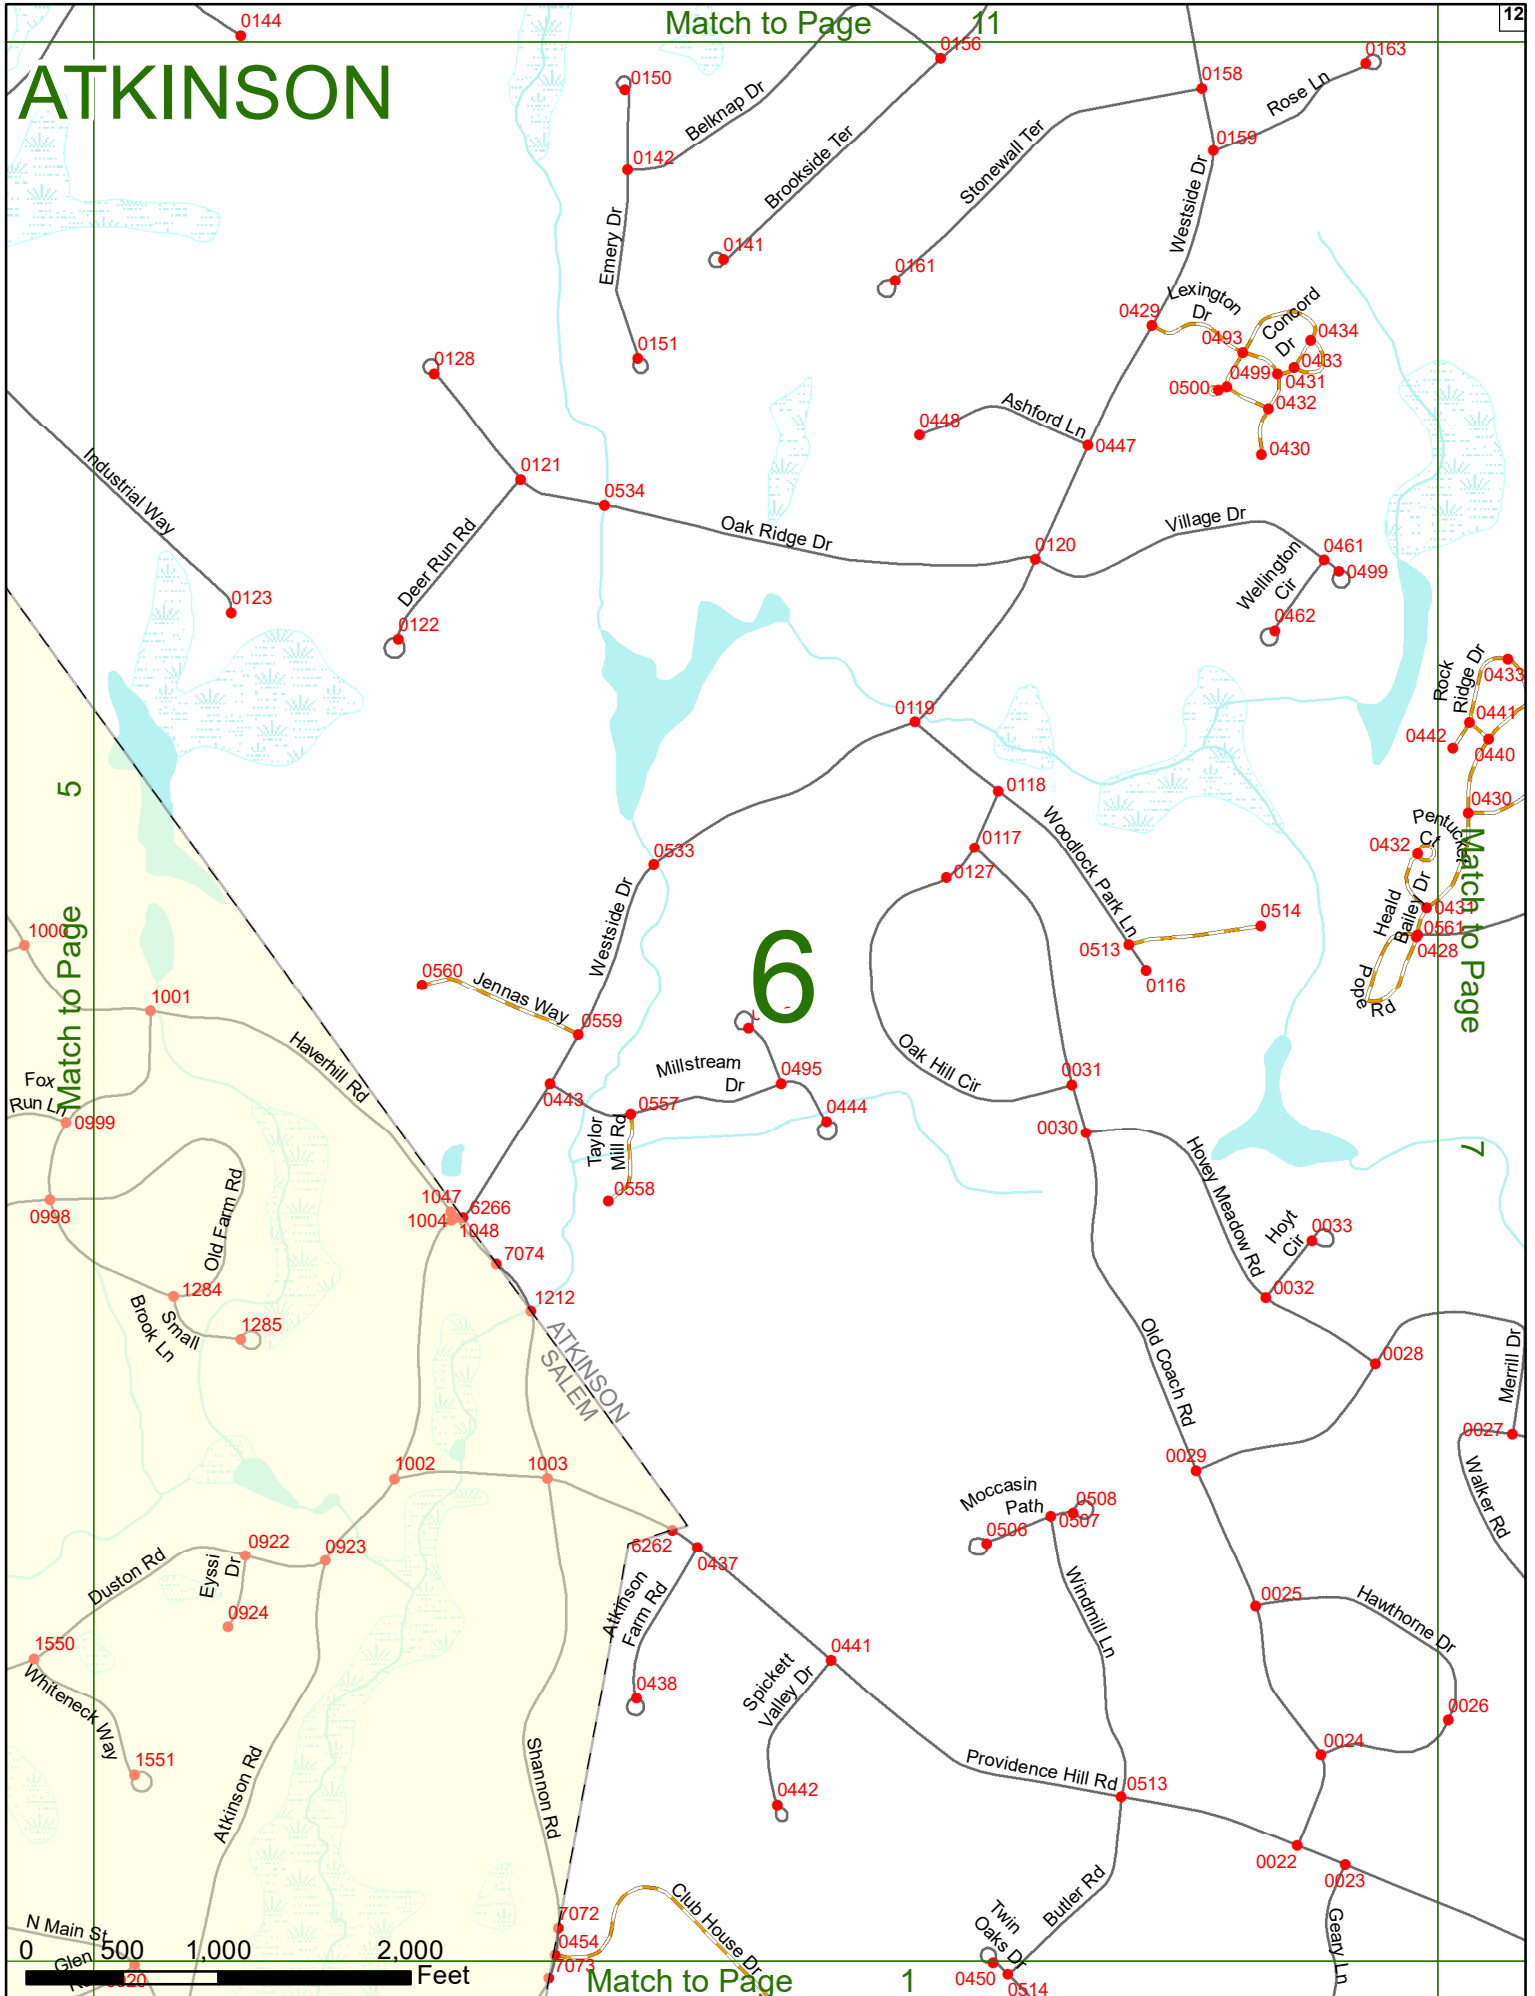 Match to Page 11
12
ATKINSON
0144
0150
0156
0158
0163
Belknap Dr
Rose Ln
0142
Brookside Ter
Stonewall Ter
0159
Westside Dr
Emery Dr
0141
0161
Lexington
Dr
Concord
Dr
0429
0434
0493
0151
0128
0433
0499
0431
0500
0432
Ashford Ln
0448
0447
0430
Industrial Way
0121
0534
Oak Ridge Dr
Village Dr
0120
0461
Deer Run Rd
Wellington
Cir
0499
0123
0122
0462
Rock
Ridge Dr
0433
0119
0441
0442
0440
5
0118
0430
Woodlock Park Ln
Pentucket
Ct
0117
0432
0533
0127
Match to Page
Heald
Bailey Dr
0431
0514
Westside Dr
0561
1000
0513
0428
6
0560
Jennas Way
0116
Pope
Rd
1001
0559
Match to Page
Haverhill Rd
Oak Hill Cir
Millstream
Dr
0495
0031
Fox
Run Ln
0443
0557
0444
0999
Taylor
Mill Rd
0030
Hovey Meadow Rd
7
Old Farm Rd
1047
6266
0558
0998
1004
1048
Hoyt
Cir
0033
7074
1284
0032
1212
Small
Brook Ln
1285
ATKINSON
SALEM
Old Coach Rd
0028
Merrill Dr
0027
1002
1003
0029
Walker Rd
Moccasin
Path
0508
0507
0506
0922
0923
6262
0437
Duston Rd
Eyssi
Dr
Atkinson
Farm Rd
Windmill Ln
0025
Hawthorne Dr
0924
1550
0441
Whiteneck Way
Spickett
Valley Dr
0438
0026
0024
1551
Atkinson Rd
Shannon Rd
Providence Hill Rd
0513
0442
0022
0023
Club House Dr
Butler Rd
7072
Twin
Oaks Dr
Geary Ln
N Main St
0454
Glen
0 500 1,000 2,000
Feet
7073
0450
0514
Match to Page 1